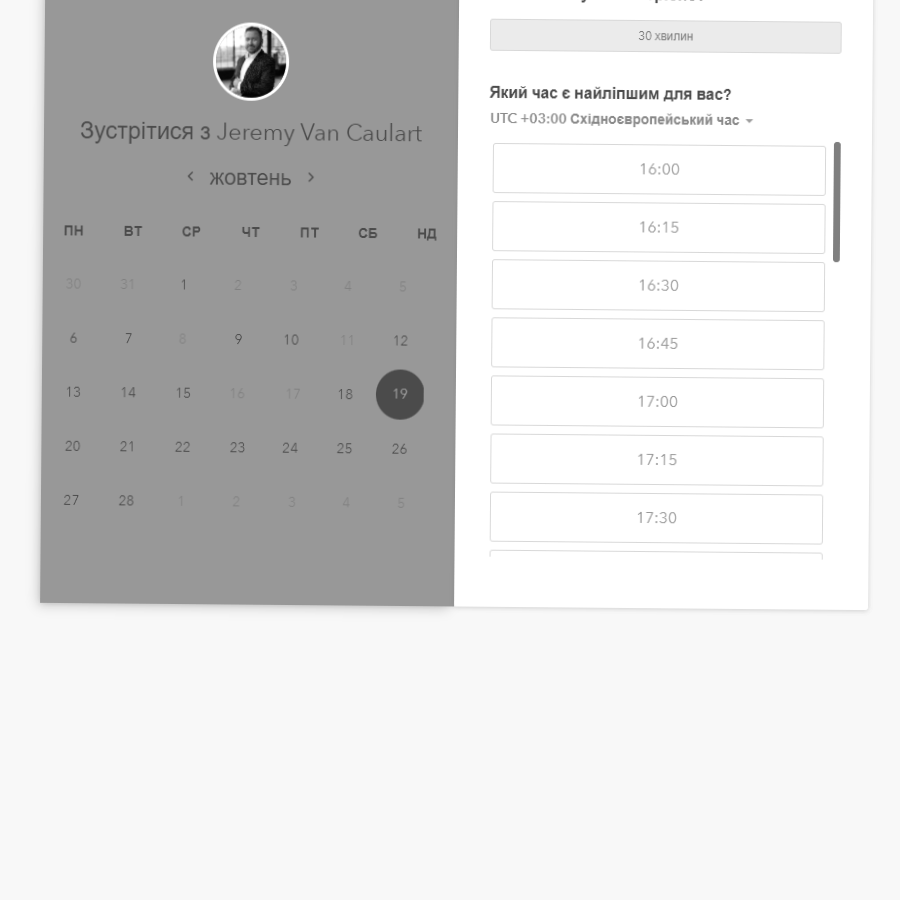 Зустрітися з Jeremy Van Caulart
жовтень
ПН ВТ СР ЧТ ПТ СБ НД
30 31 1 2 3 4 5
6 7 8 9 10 11 12
13 14 15 16 17 18 19
20 21 22 23 24 25 26
27 28 1 2 3 4 5
30 хвилин
Який час є найліпшим для вас?
UTC +03:00 Східноєвропейський час
16:00
16:15
16:30
16:45
17:00
17:15
17:30